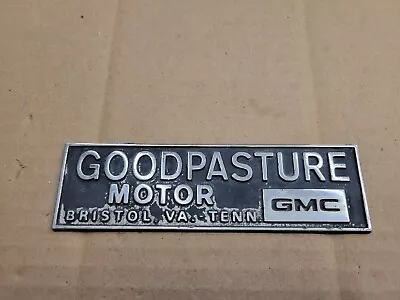 GOODPASTURE
MOTOR
BRISTOL, VA.-TENN.
GMC